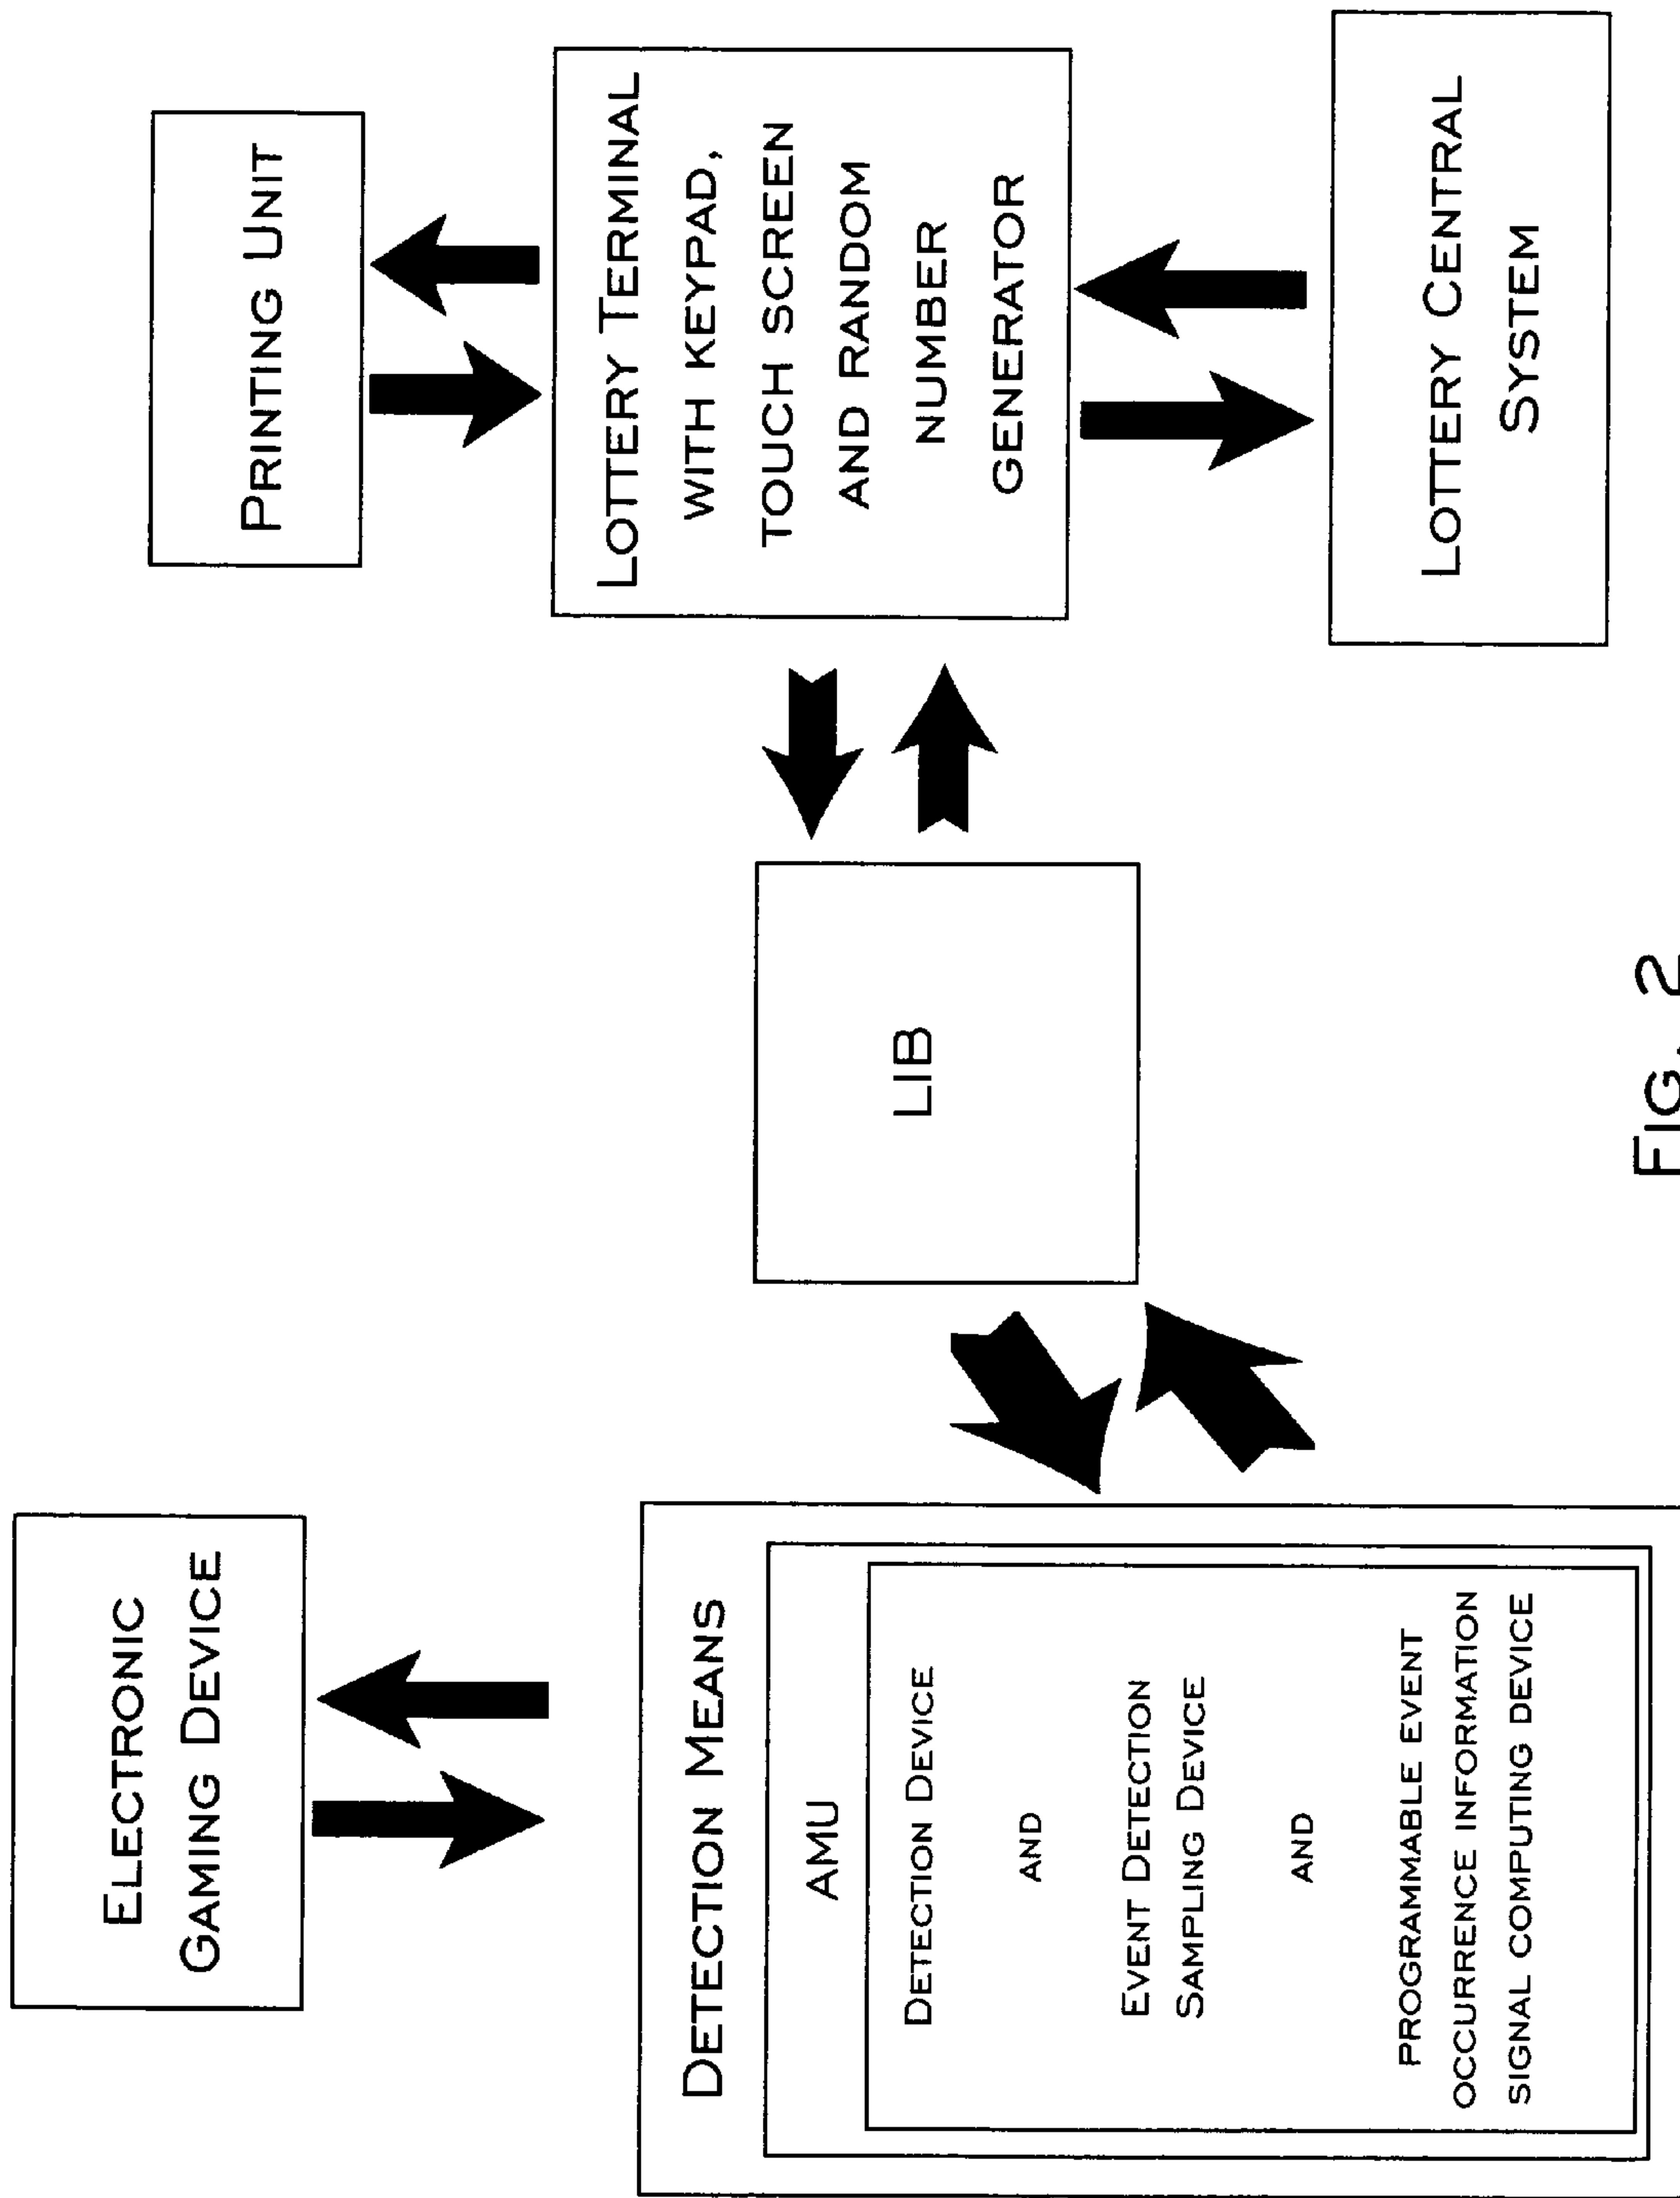 ELECTRONIC
GAMING DEVICE
DETECTION MEANS
AMU
DETECTION DEVICE
AND
EVENT DETECTION
SAMPLING DEVICE
AND
PROGRAMMABLE EVENT
OCCURRENCE INFORMATION
SIGNAL COMPUTING DEVICE
LIB
PRINTING UNIT
LOTTERY TERMINAL
WITH KEYPAD,
TOUCH SCREEN
AND RANDOM
NUMBER
GENERATOR
LOTTERY CENTRAL
SYSTEM
FIG. 2